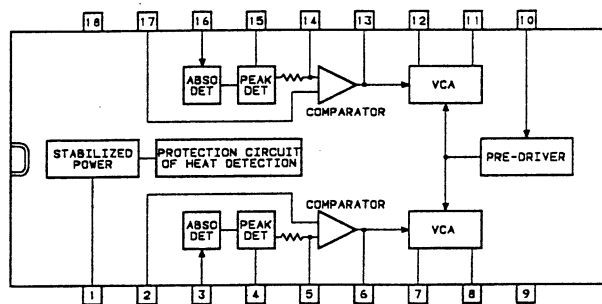 18 17 16 15 14 13 12 11 10
ABSO DET
PEAK DET
COMPARATOR
VCA
STABILIZED POWER
PROTECTION CIRCUIT OF HEAT DETECTION
PRE-DRIVER
COMPARATOR
ABSO DET
PEAK DET
VCA
1 2 3 4 5 6 7 8 9